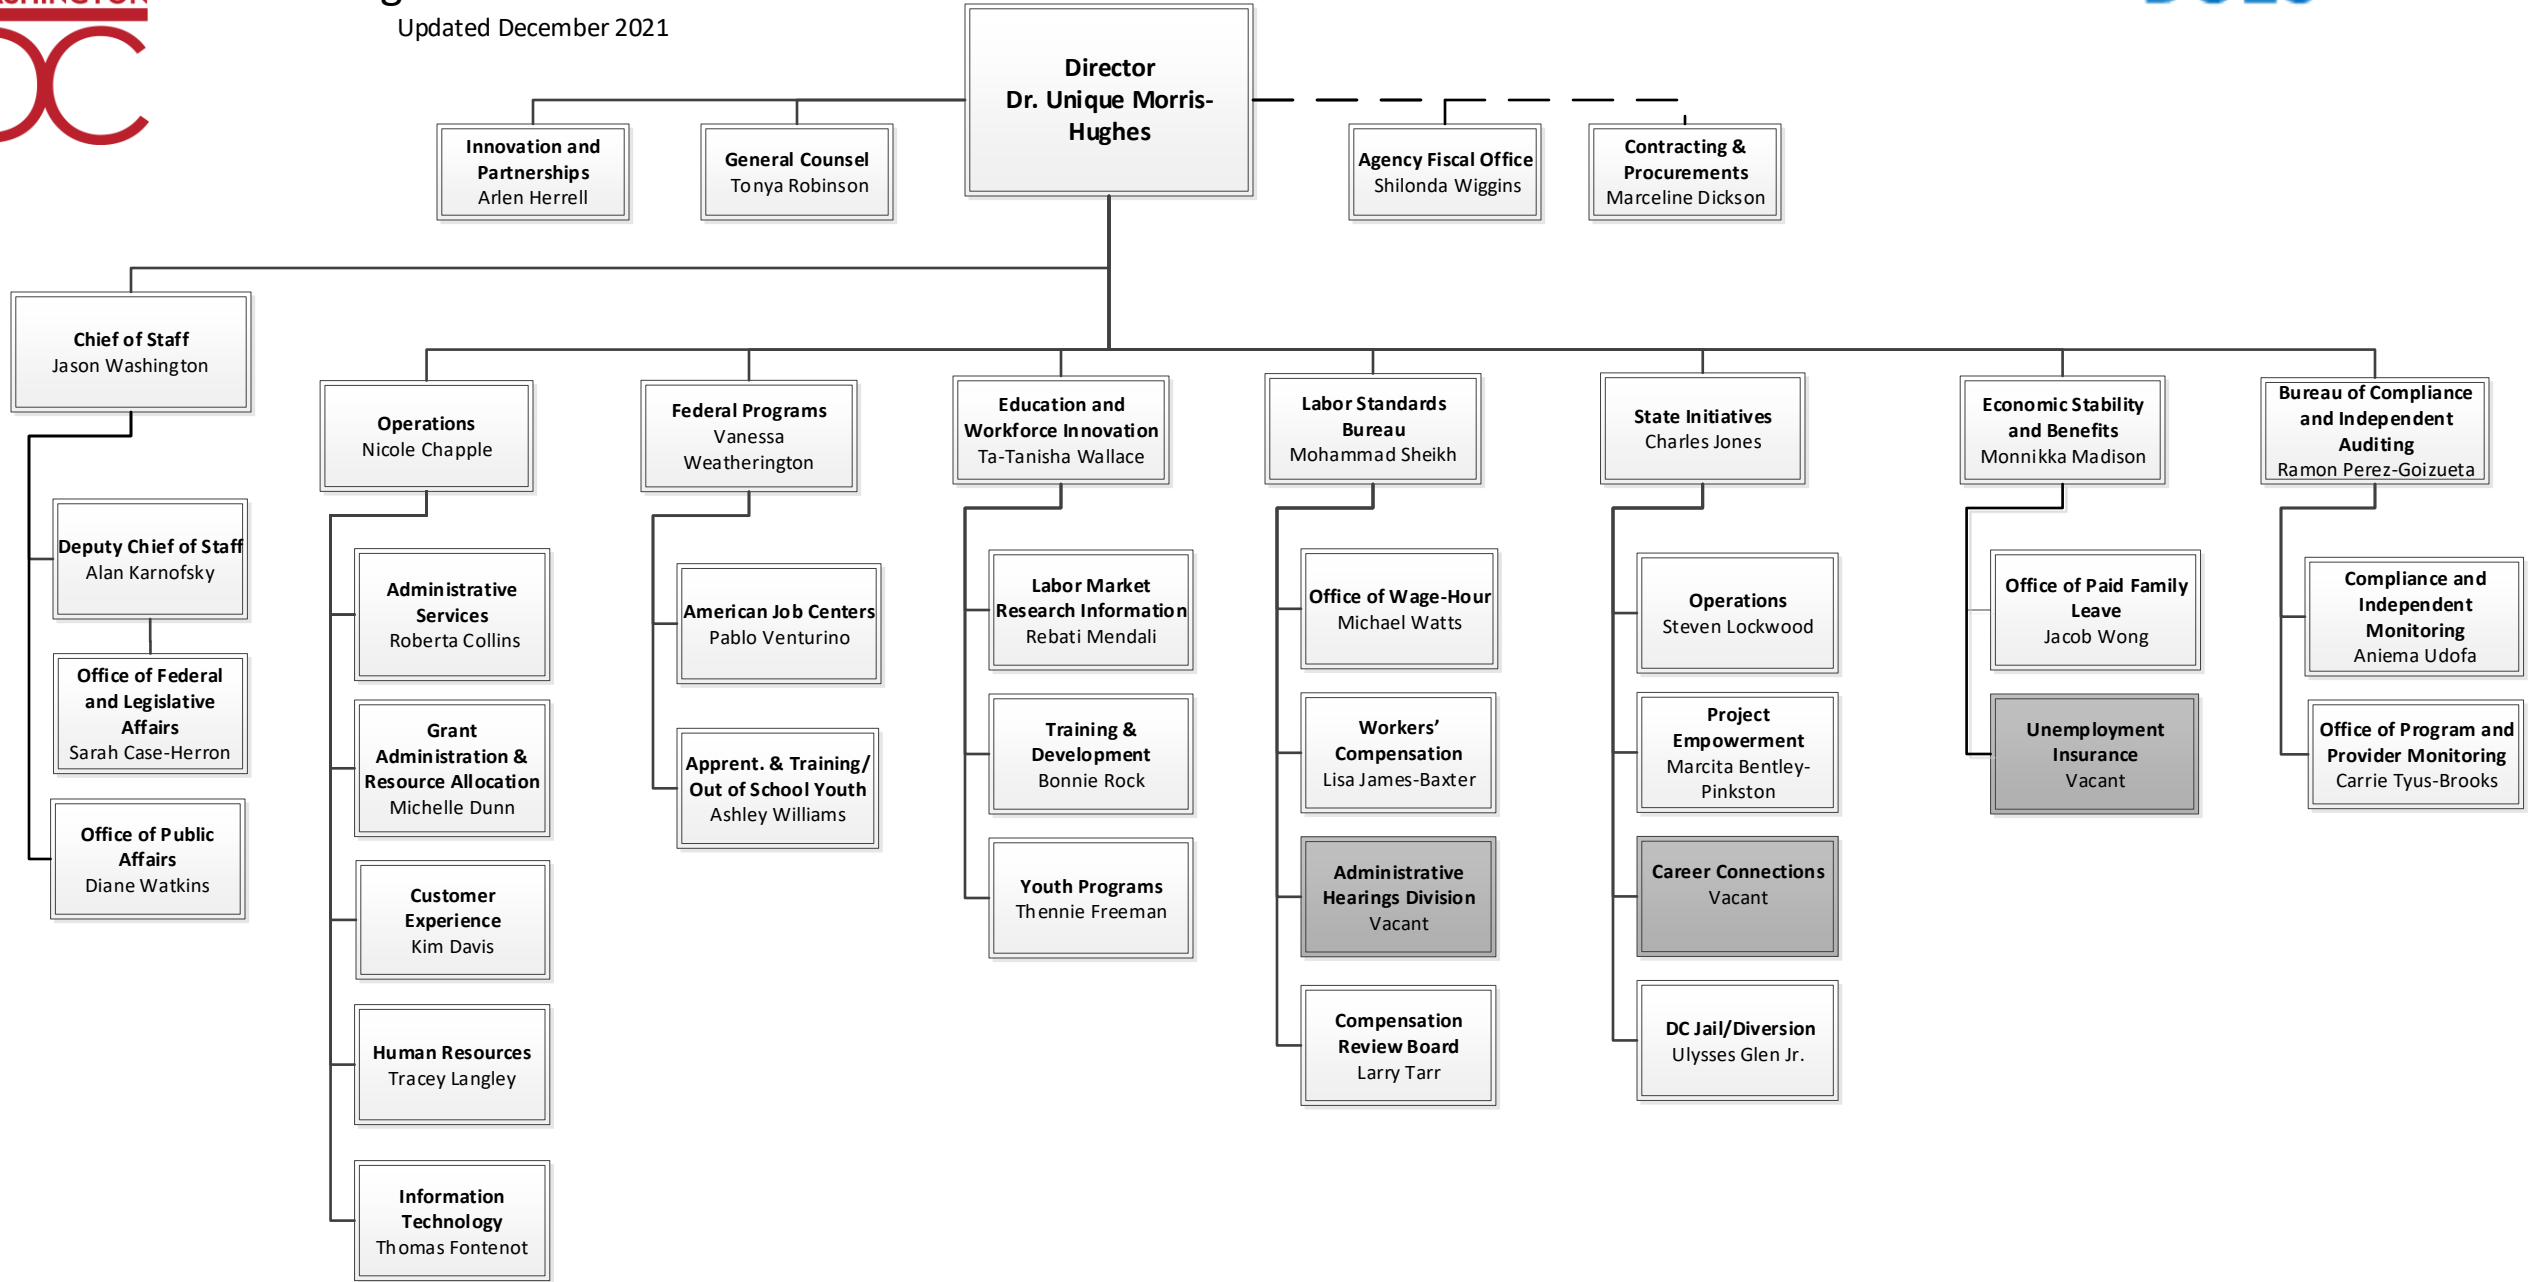 Updated December 2021
Director
Dr. Unique Morris-
Hughes
Innovation and
Partnerships
Arlen Herrell
General Counsel
Tonya Robinson
Agency Fiscal Office
Shilonda Wiggins
Contracting &
Procurements
Marceline Dickson
Chief of Staff
Jason Washington
Deputy Chief of Staff
Alan Karnofsky
Office of Federal
and Legislative
Affairs
Sarah Case-Herron
Office of Public
Affairs
Diane Watkins
Operations
Nicole Chapple
Administrative
Services
Roberta Collins
Grant
Administration &
Resource Allocation
Michelle Dunn
Customer
Experience
Kim Davis
Human Resources
Tracey Langley
Information
Technology
Thomas Fontenot
Federal Programs
Vanessa
Weatherington
American Job Centers
Pablo Venturino
Apprent. & Training/
Out of School Youth
Ashley Williams
Education and
Workforce Innovation
Ta-Tanisha Wallace
Labor Market
Research Information
Rebati Mendali
Training &
Development
Bonnie Rock
Youth Programs
Thennie Freeman
Labor Standards
Bureau
Mohammad Sheikh
Office of Wage-Hour
Michael Watts
Workers’
Compensation
Lisa James-Baxter
Administrative
Hearings Division
Vacant
Compensation
Review Board
Larry Tarr
State Initiatives
Charles Jones
Operations
Steven Lockwood
Project
Empowerment
Marcita Bentley-
Pinkston
Career Connections
Vacant
DC Jail/Diversion
Ulysses Glen Jr.
Economic Stability
and Benefits
Monnikka Madison
Office of Paid Family
Leave
Jacob Wong
Unemployment
Insurance
Vacant
Bureau of Compliance
and Independent
Auditing
Ramon Perez-Goizueta
Compliance and
Independent
Monitoring
Aniema Udofa
Office of Program and
Provider Monitoring
Carrie Tyus-Brooks